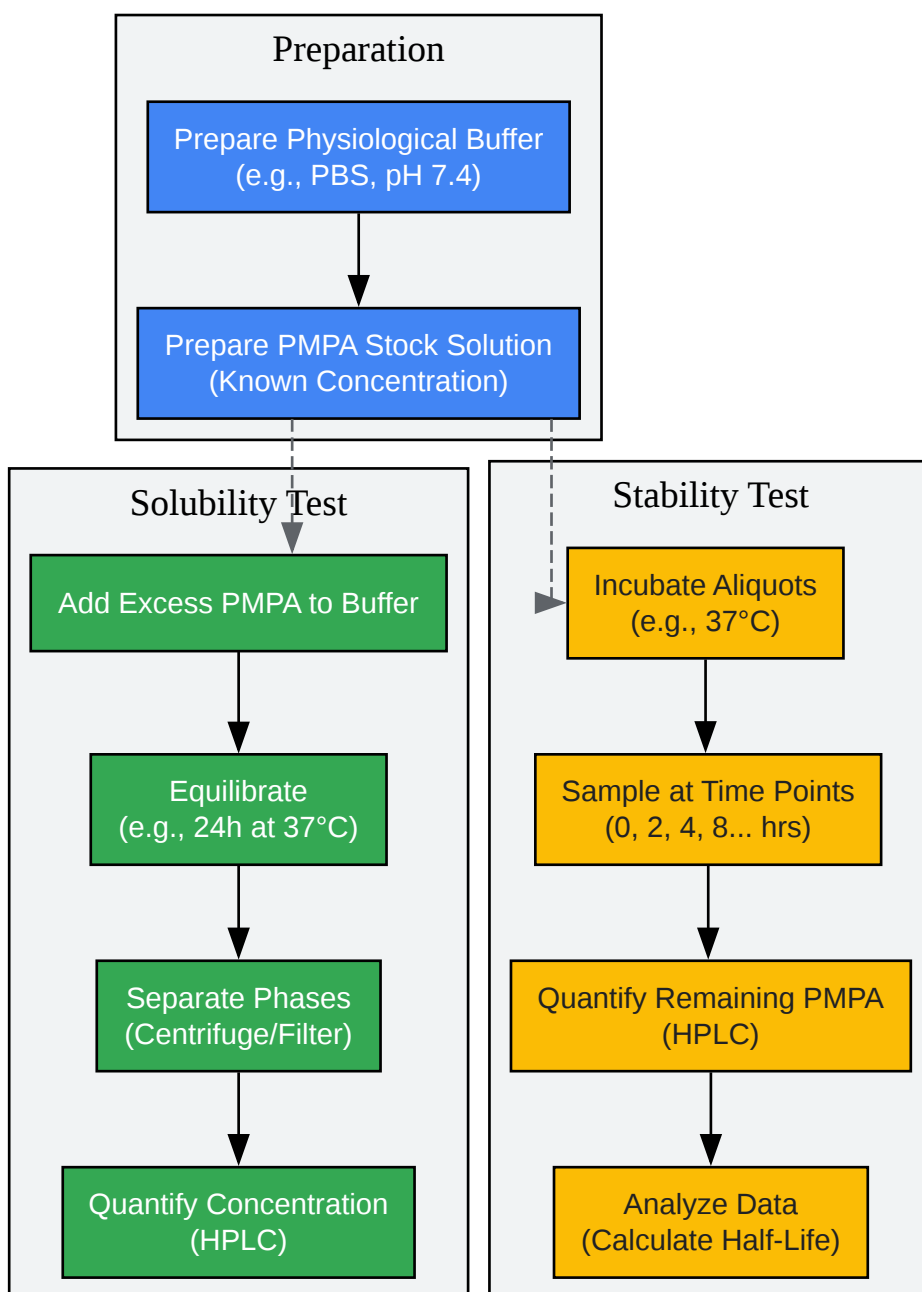 Preparation
Prepare Physiological Buffer
(e.g., PBS, pH 7.4)
Prepare PMPA Stock Solution
(Known Concentration)
Solubility Test
Add Excess PMPA to Buffer
Equilibrate
(e.g., 24h at 37°C)
Separate Phases
(Centrifuge/Filter)
Quantify Concentration
(HPLC)
Stability Test
Incubate Aliquots
(e.g., 37°C)
Sample at Time Points
(0, 2, 4, 8... hrs)
Quantify Remaining PMPA
(HPLC)
Analyze Data
(Calculate Half-Life)